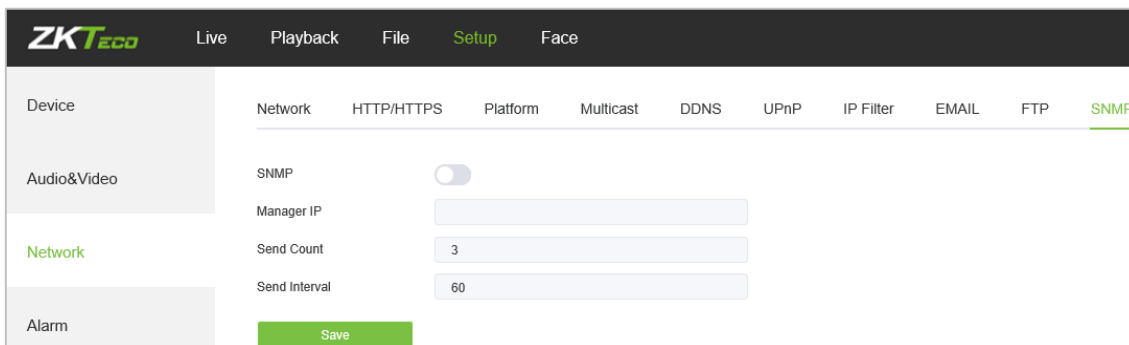 ZKTeco Live Playback File Setup Face
Device
Audio&Video
Network
Alarm
Network HTTP/HTTPS Platform Multicast DDNS UPnP IP Filter EMAIL FTP SNMP
SNMP
Manager IP
Send Count 3
Send Interval 60
Save